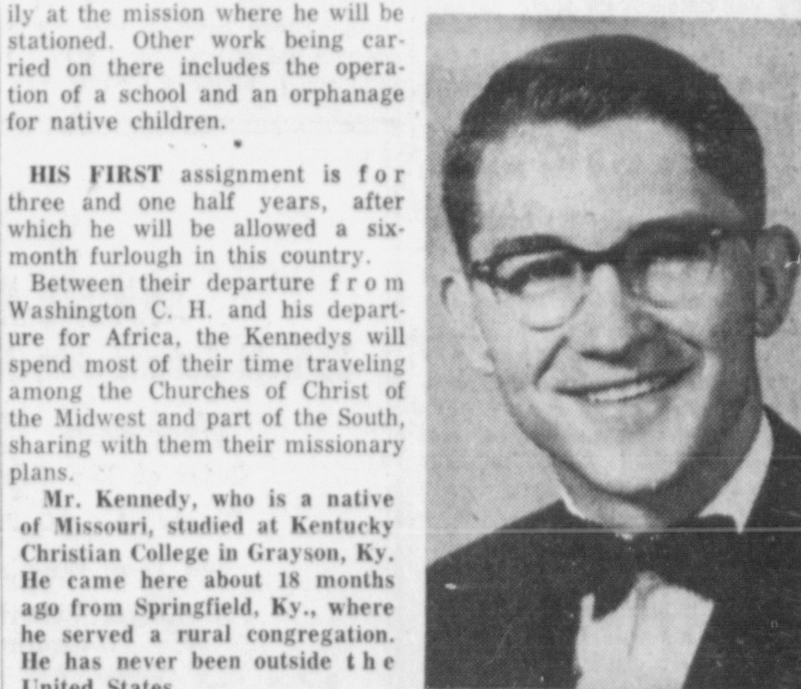 ily at the mission where he will be
stationed. Other work being car-
ried on there includes the opera-
tion of a school and an orphanage
for native children.
HIS FIRST assignment is for
three and one half years, after
which he will be allowed a six-
month furlough in this country.
Between their departure from
Washington C. H. and his depart-
ure for Africa, the Kennedys will
spend most of their time traveling
among the Churches of Christ of
the Midwest and part of the South,
sharing with them their missionary
plans.
Mr. Kennedy, who is a native
of Missouri, studied at Kentucky
Christian College in Grayson, Ky.
He came here about 18 months
ago from Springfield, Ky., where
he served a rural congregation.
He has never been outside the
United States.